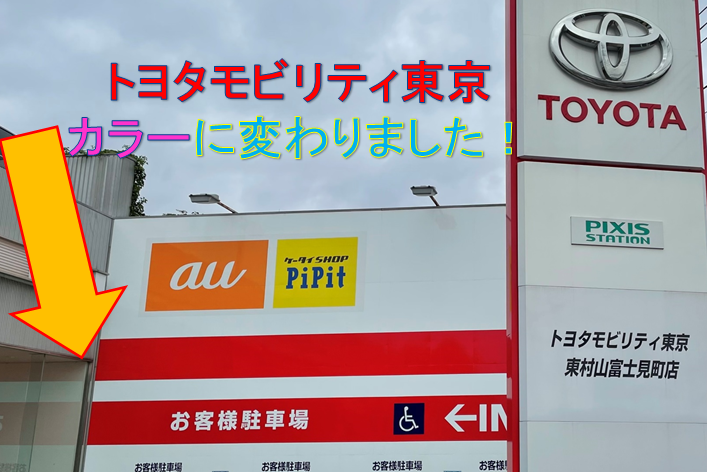 トヨタモビリティ東京
カラーに変わりました！
TOYOTA
PIXIS
STATION
au
ケータイSHOP
PiPit
トヨタモビリティ東京
東村山富士見町店
お客様駐車場
←IN
お客様駐車場
お客様駐車場
お客様駐車場
お客様